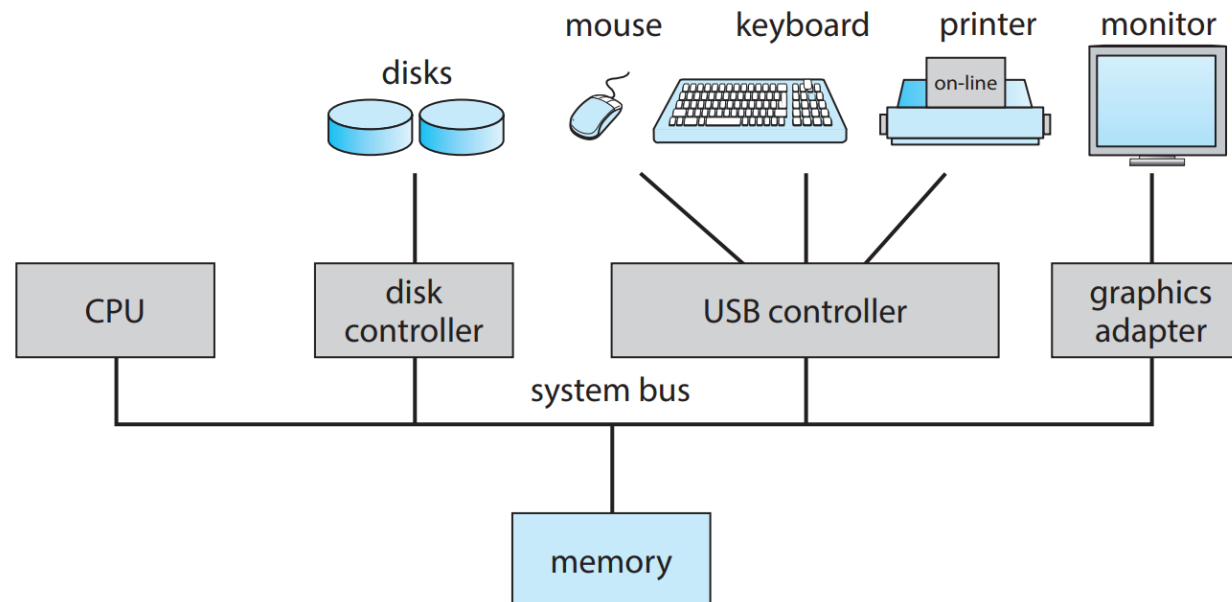 mouse
keyboard
printer
monitor
disks
on-line
CPU
disk
controller
USB controller
graphics
adapter
system bus
memory